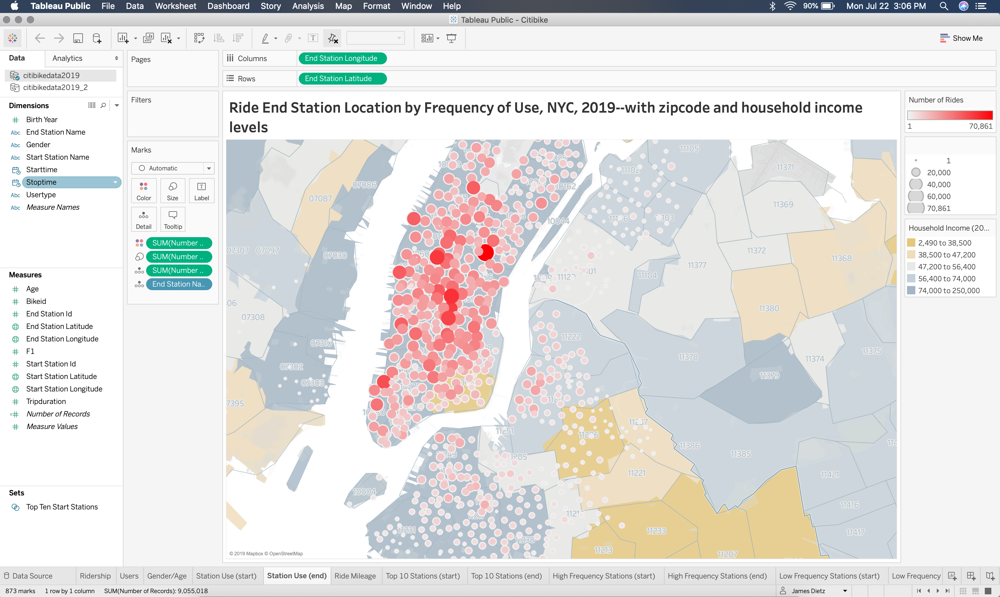 Tableau Public File Data Worksheet Dashboard Story Analysis Map Format Window Help 90% Mon Jul 22 3:06 PM
Tableau Public - Citibike
Show Me
Data Analytics
citibikedata2019
citibikedata2019_2
Dimensions
# Birth Year
Abc End Station Name
Abc Gender
Abc Start Station Name
Starttime
Stoptime
Abc Usertype
Abc Measure Names
Measures
# Age
# Bikeid
# End Station Id
End Station Latitude
End Station Longitude
# F1
# Start Station Id
Start Station Latitude
Start Station Longitude
# Tripduration
=# Number of Records
# Measure Values
Sets
Top Ten Start Stations
Pages
Filters
Marks
Automatic
Color Size Label
Detail Tooltip
SUM(Number ..
SUM(Number ..
SUM(Number ..
End Station Na..
Columns End Station Longitude
Rows End Station Latitude
Ride End Station Location by Frequency of Use, NYC, 2019--with zipcode and household income
levels
11105
11371
11102
07086
10162
07087
11369
11106
10044
07307 07097
07030
11372
11368
11377
11104
07308
11380
11222
07310
11375
11378
11374
07302
11379
07303
11237
11251
11206
11386
11385
11221
11421
10004
11416
11231
11233
11417
11238
11213
11207
© 2019 Mapbox © OpenStreetMap
Number of Rides
1 70,861
1
20,000
40,000
60,000
70,861
Household Income (20...
2,490 to 38,500
38,500 to 47,200
47,200 to 56,400
56,400 to 74,000
74,000 to 250,000
Data Source Ridership Users Gender/Age Station Use (start) Station Use (end) Ride Mileage Top 10 Stations (start) Top 10 Stations (end) High Frequency Stations (start) High Frequency Stations (end) Low Frequency Stations (start) Low Frequency
873 marks 1 row by 1 column SUM(Number of Records): 9,055,018 James Dietz